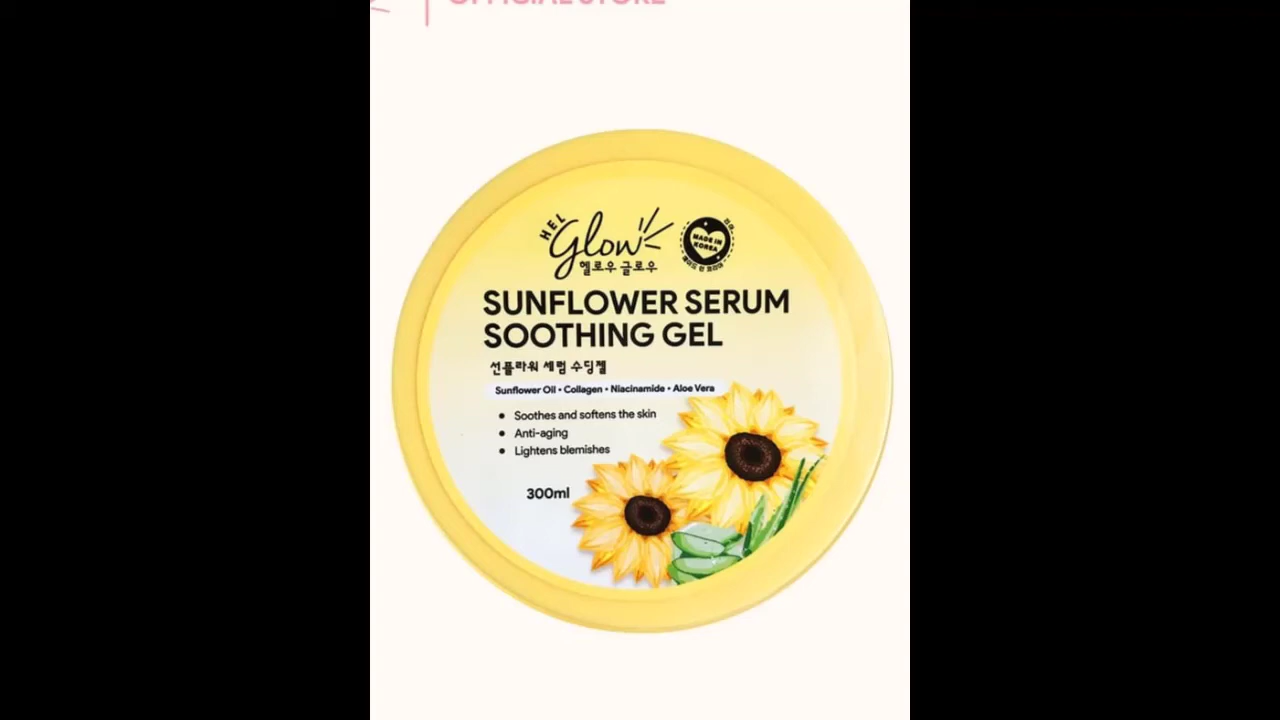 OFFICIAL STORE
HEL
Glow
헬로우 글로우
MADE IN
KOREA
SUNFLOWER SERUM
SOOTHING GEL
선플라워 세럼 수딩젤
Sunflower Oil • Collagen • Niacinamide • Aloe Vera
• Soothes and softens the skin
• Anti-aging
• Lightens blemishes
300ml